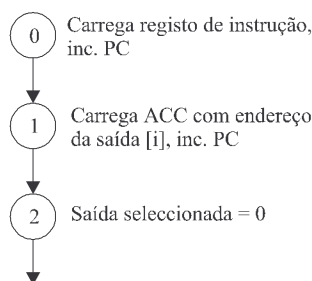 0
Carrega registo de instrução,
inc. PC
1
Carrega ACC com endereço
da saída [i], inc. PC
2
Saída seleccionada = 0